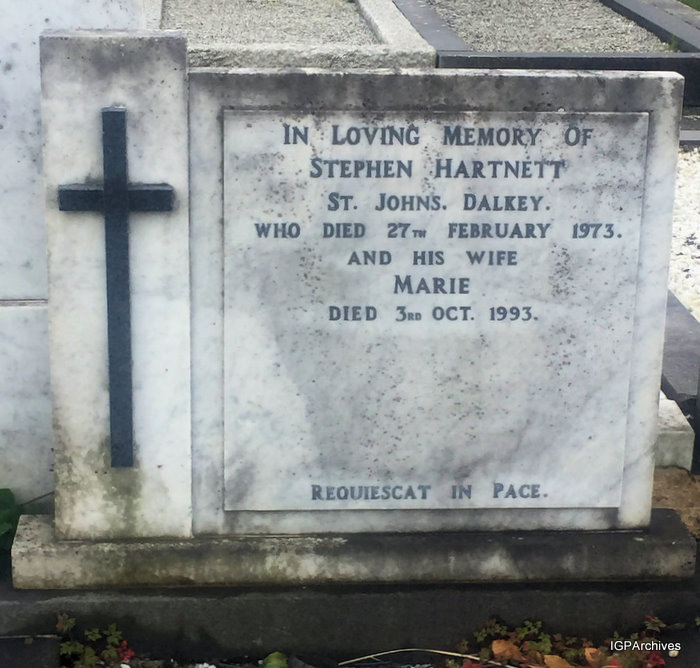 In Loving Memory Of
Stephen Hartnett
St. Johns. Dalkey.
who died 27th February 1973.
and his wife
Marie
died 3rd Oct. 1993.
Requiescat in Pace.
IGPArchives